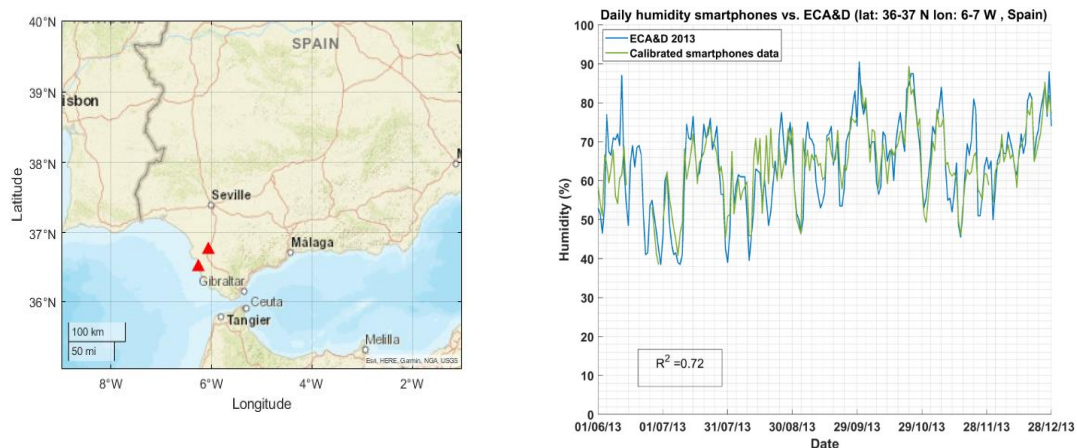 40°N
39°N
38°N
37°N
36°N
Latitude
SPAIN
isbon
Seville
Málaga
Gibraltar
Ceuta
Tangier
Melilla
100 km
50 mi
Esri, HERE, Garmin, NGA, USGS
8°W
6°W
4°W
2°W
Longitude
Daily humidity smartphones vs. ECA&D (lat: 36-37 N lon: 6-7 W , Spain)
ECA&D 2013
Calibrated smartphones data
100
90
80
70
60
50
40
30
20
10
0
Humidity (%)
R² =0.72
01/06/13
01/07/13
31/07/13
30/08/13
29/09/13
29/10/13
28/11/13
28/12/13
Date